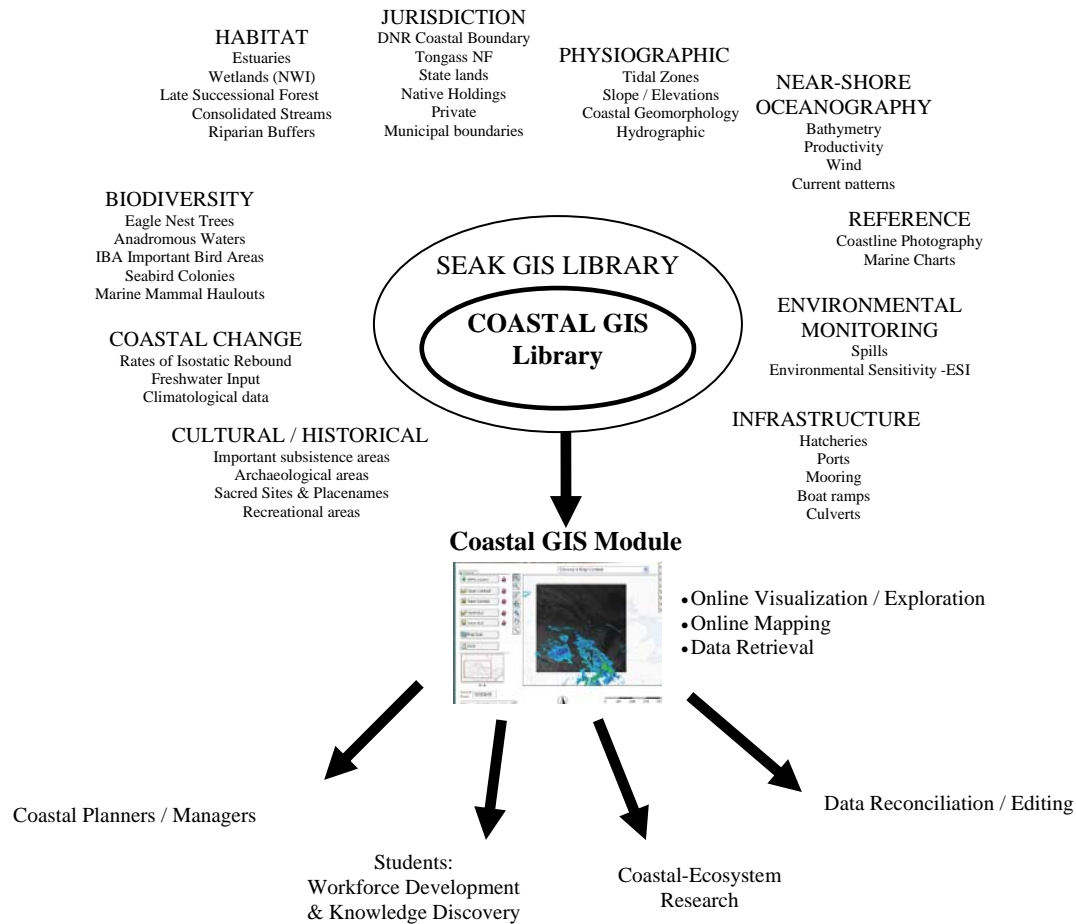 JURISDICTION
DNR Coastal Boundary
Tongass NF
State lands
Native Holdings
Private
Municipal boundaries
HABITAT
Estuaries
Wetlands (NWI)
Late Successional Forest
Consolidated Streams
Riparian Buffers
PHYSIOGRAPHIC
Tidal Zones
Slope / Elevations
Coastal Geomorphology
Hydrographic
NEAR-SHORE
OCEANOGRAPHY
Bathymetry
Productivity
Wind
Current patterns
BIODIVERSITY
Eagle Nest Trees
Anadromous Waters
IBA Important Bird Areas
Seabird Colonies
Marine Mammal Haulouts
REFERENCE
Coastline Photography
Marine Charts
SEAK GIS LIBRARY
COASTAL GIS
Library
COASTAL CHANGE
Rates of Isostatic Rebound
Freshwater Input
Climatological data
ENVIRONMENTAL
MONITORING
Spills
Environmental Sensitivity -ESI
CULTURAL / HISTORICAL
Important subsistence areas
Archaeological areas
Sacred Sites & Placenames
Recreational areas
INFRASTRUCTURE
Hatcheries
Ports
Mooring
Boat ramps
Culverts
Coastal GIS Module
• Online Visualization / Exploration
• Online Mapping
• Data Retrieval
Coastal Planners / Managers
Students:
Workforce Development
& Knowledge Discovery
Coastal-Ecosystem
Research
Data Reconciliation / Editing